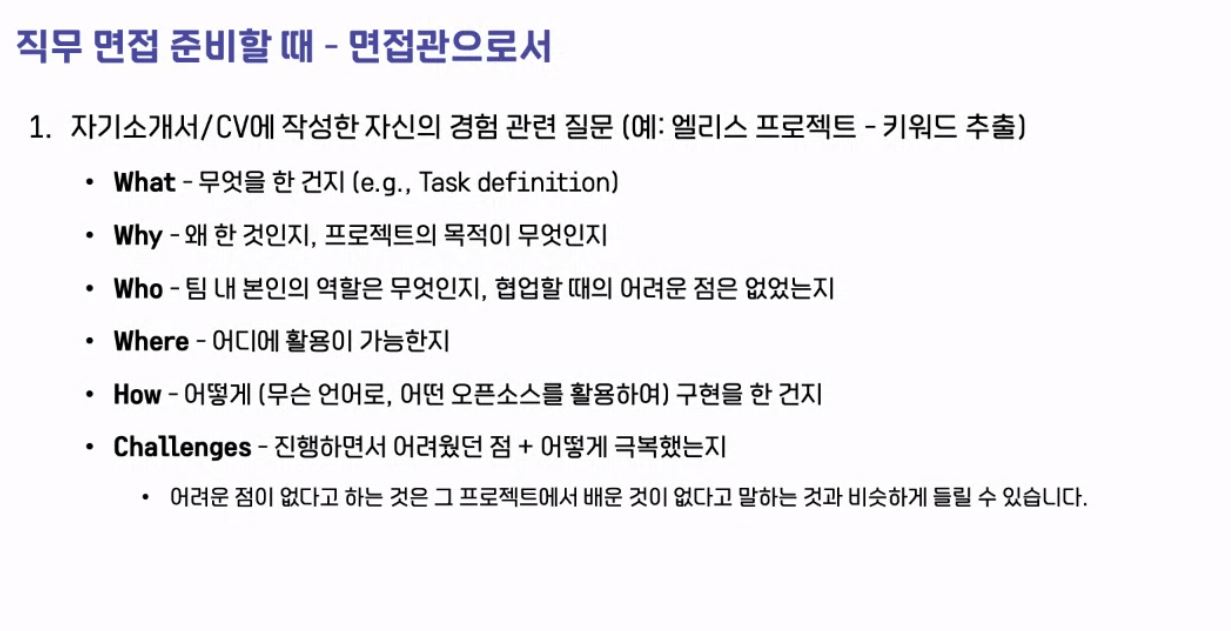 직무 면접 준비할 때 - 면접관으로서
1. 자기소개서/CV에 작성한 자신의 경험 관련 질문 (예: 엘리스 프로젝트 - 키워드 추출)
• What - 무엇을 한 건지 (e.g., Task definition)
• Why - 왜 한 것인지, 프로젝트의 목적이 무엇인지
• Who - 팀 내 본인의 역할은 무엇인지, 협업할 때의 어려운 점은 없었는지
• Where - 어디에 활용이 가능한지
• How - 어떻게 (무슨 언어로, 어떤 오픈소스를 활용하여) 구현을 한 건지
• Challenges - 진행하면서 어려웠던 점 + 어떻게 극복했는지
• 어려운 점이 없다고 하는 것은 그 프로젝트에서 배운 것이 없다고 말하는 것과 비슷하게 들릴 수 있습니다.